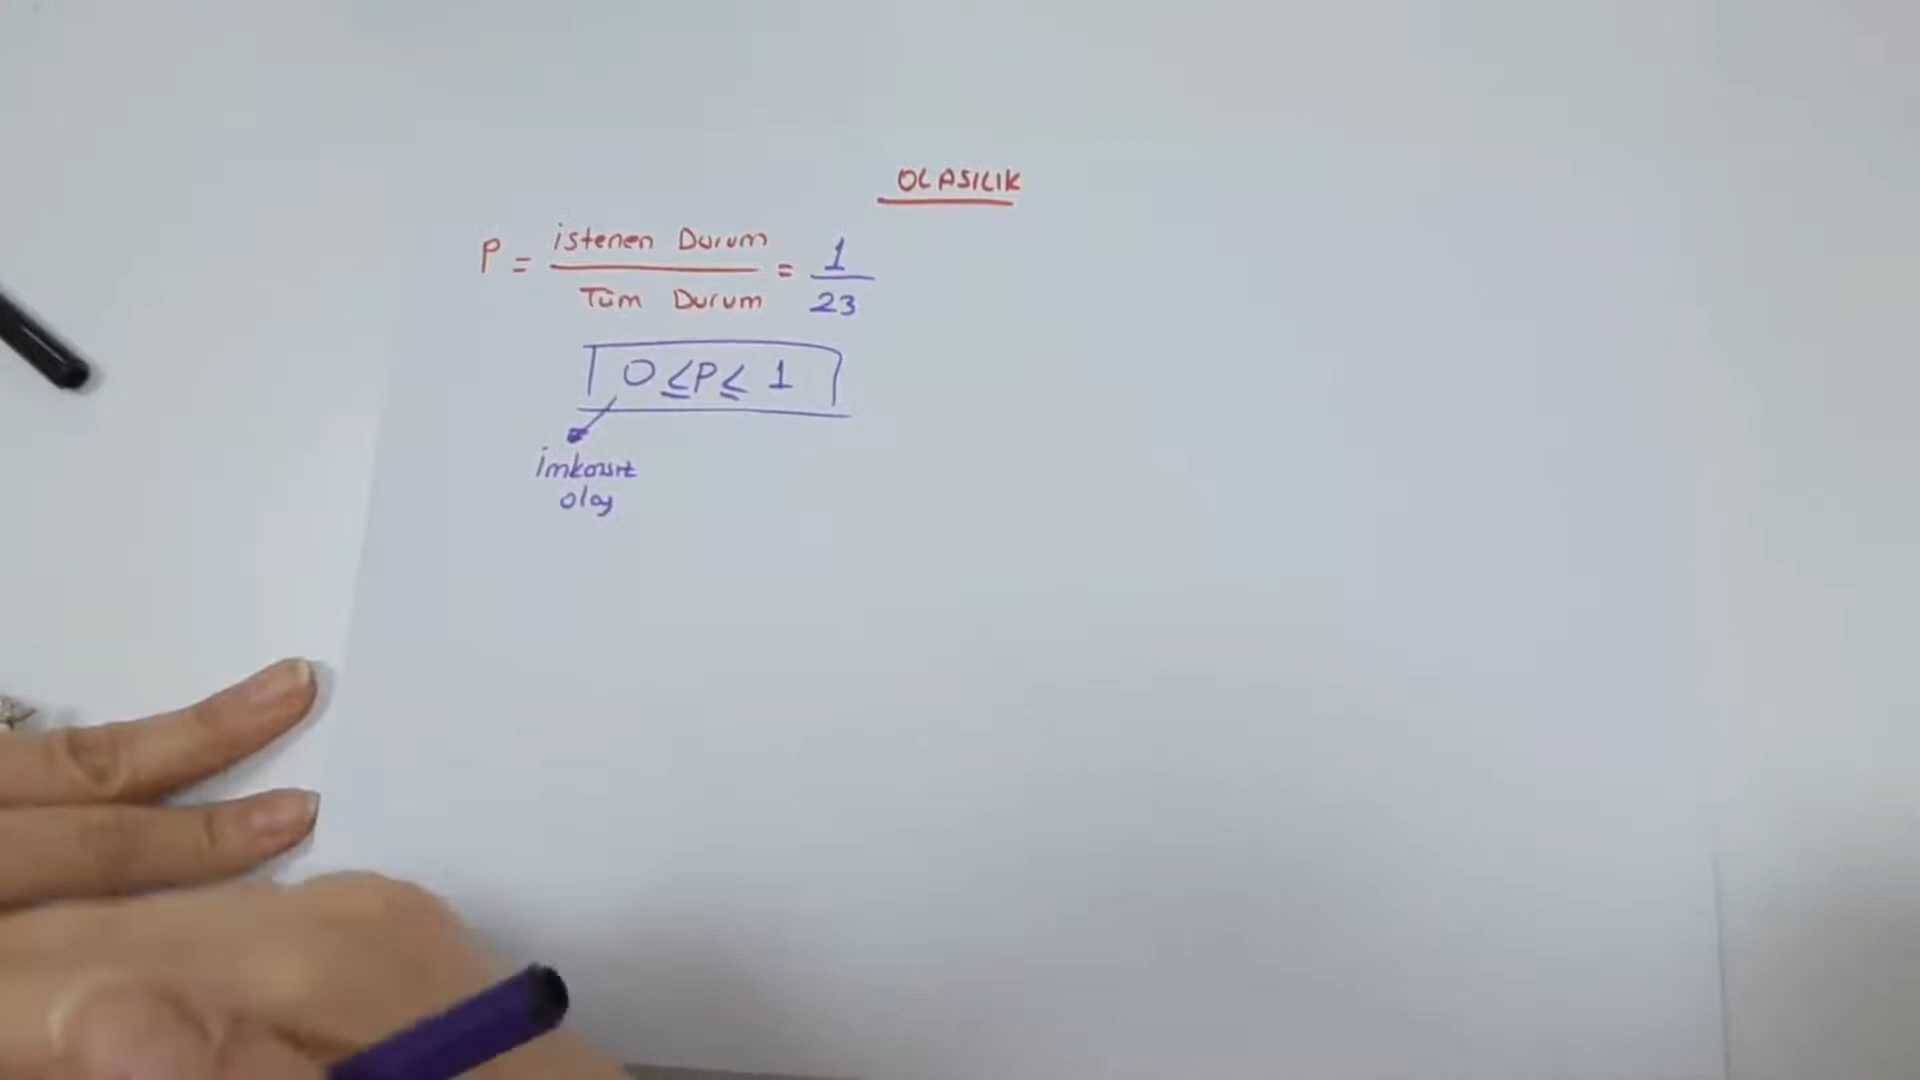 OLASILIK
P = istenen Durum / Tüm Durum = 1 / 23
0 ≤ P ≤ 1
imkansız
olay